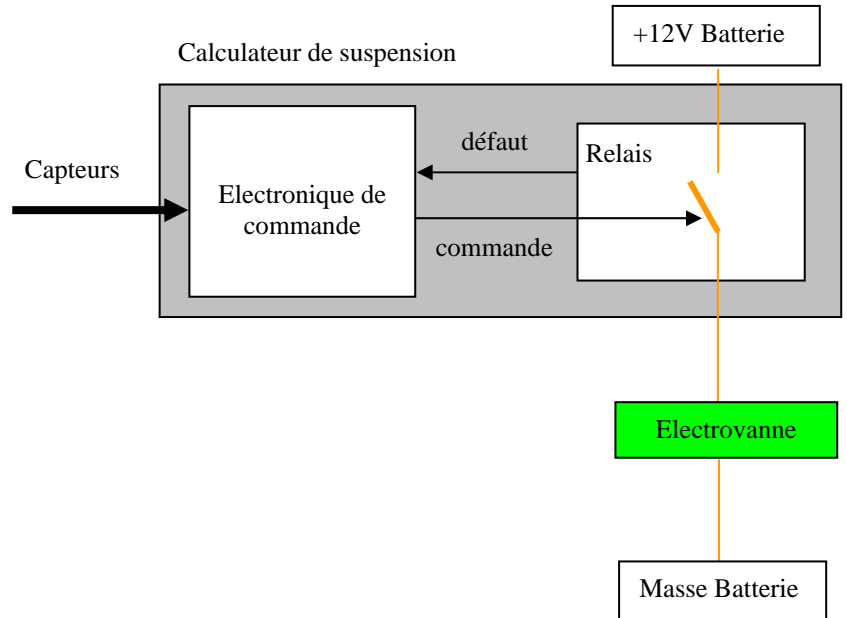 +12V Batterie
Calculateur de suspension
défaut
Relais
Capteurs
Electronique de
commande
commande
Electrovanne
Masse Batterie